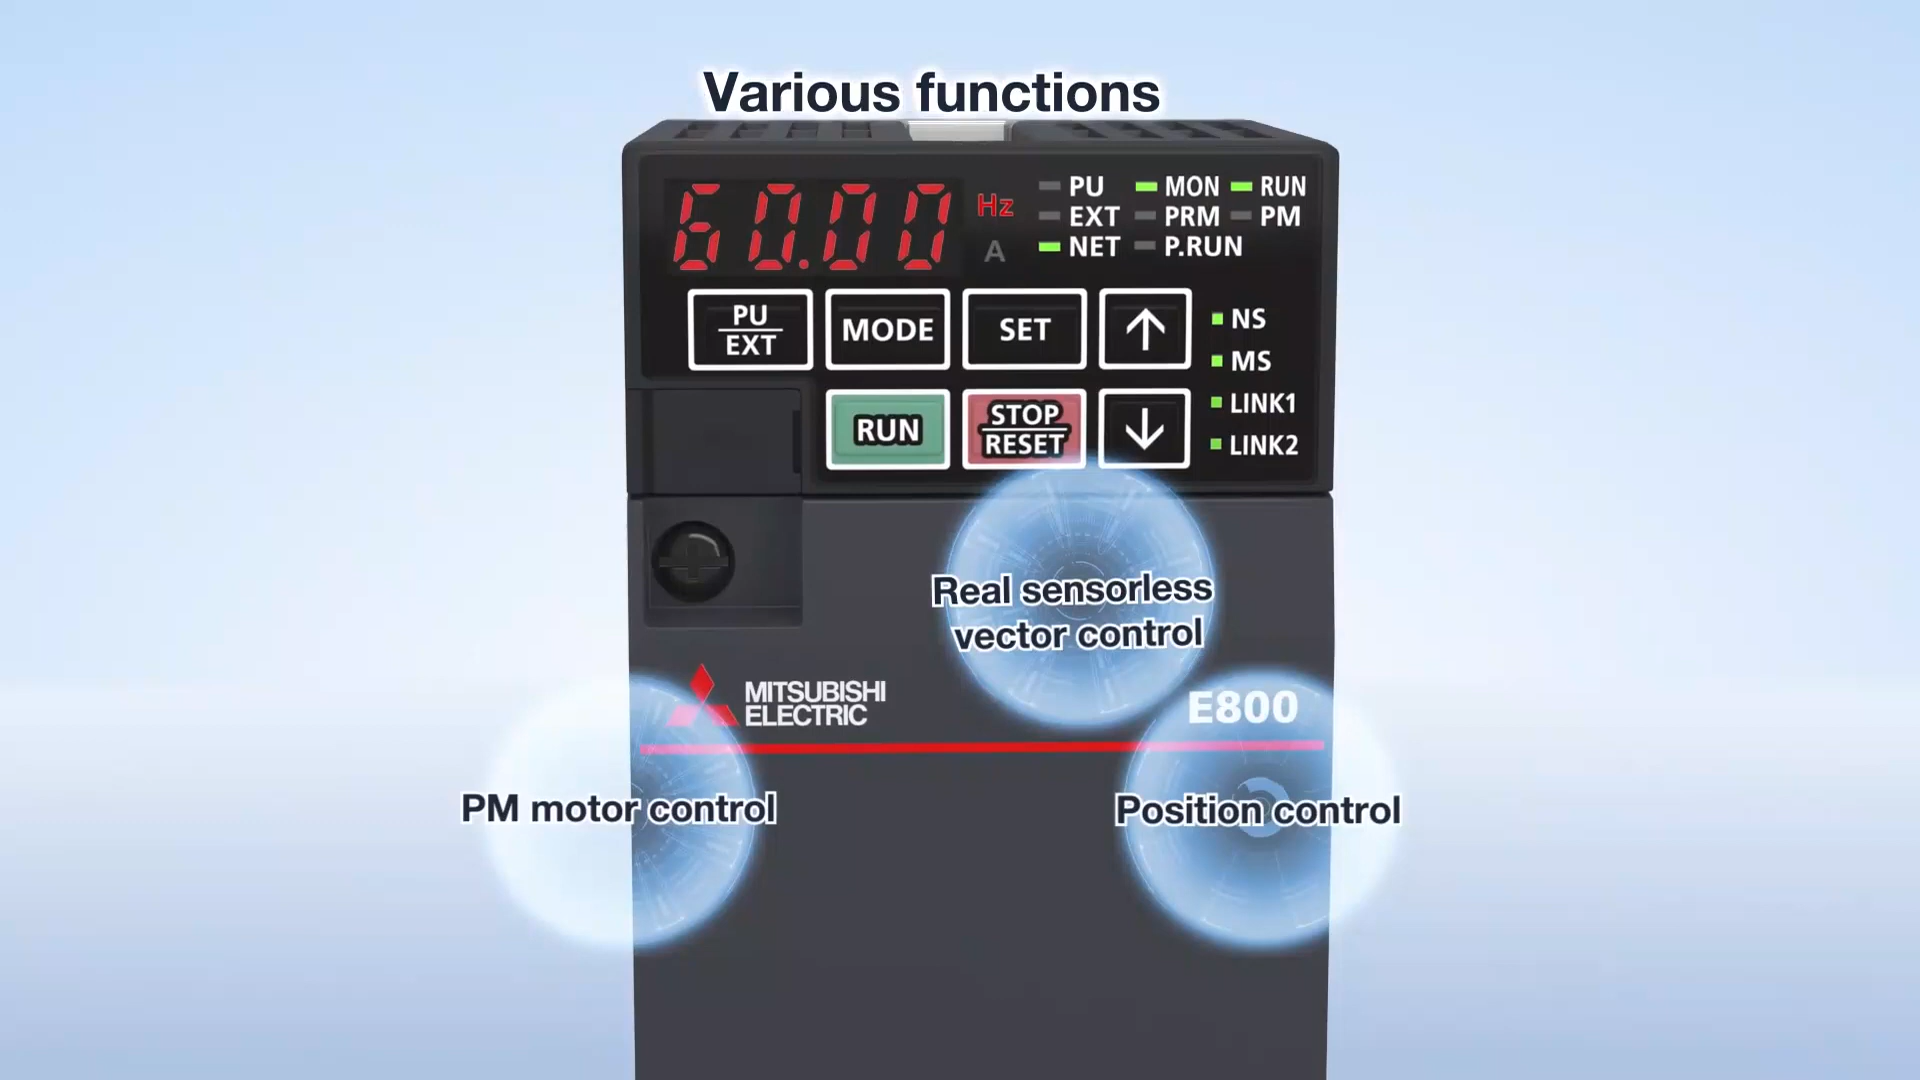 Various functions
60.00
Hz
A
PU MON RUN
EXT PRM PM
NET P.RUN
PU
EXT
MODE
SET
NS
MS
RUN
STOP
RESET
LINK1
LINK2
Real sensorless
vector control
MITSUBISHI
ELECTRIC
E800
PM motor control
Position control